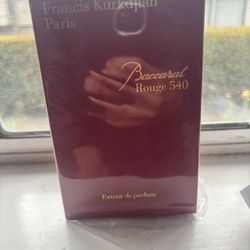 Francis Kurkdjian
Paris
Baccarat
Rouge 540
Extrait de parfum